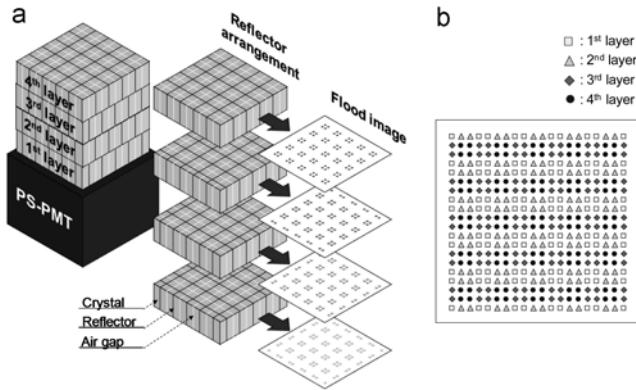 a
Reflector
arrangement
Flood image
4th layer
3rd layer
2nd layer
1st layer
PS-PMT
Crystal
Reflector
Air gap
b
: 1st layer
: 2nd layer
: 3rd layer
: 4th layer